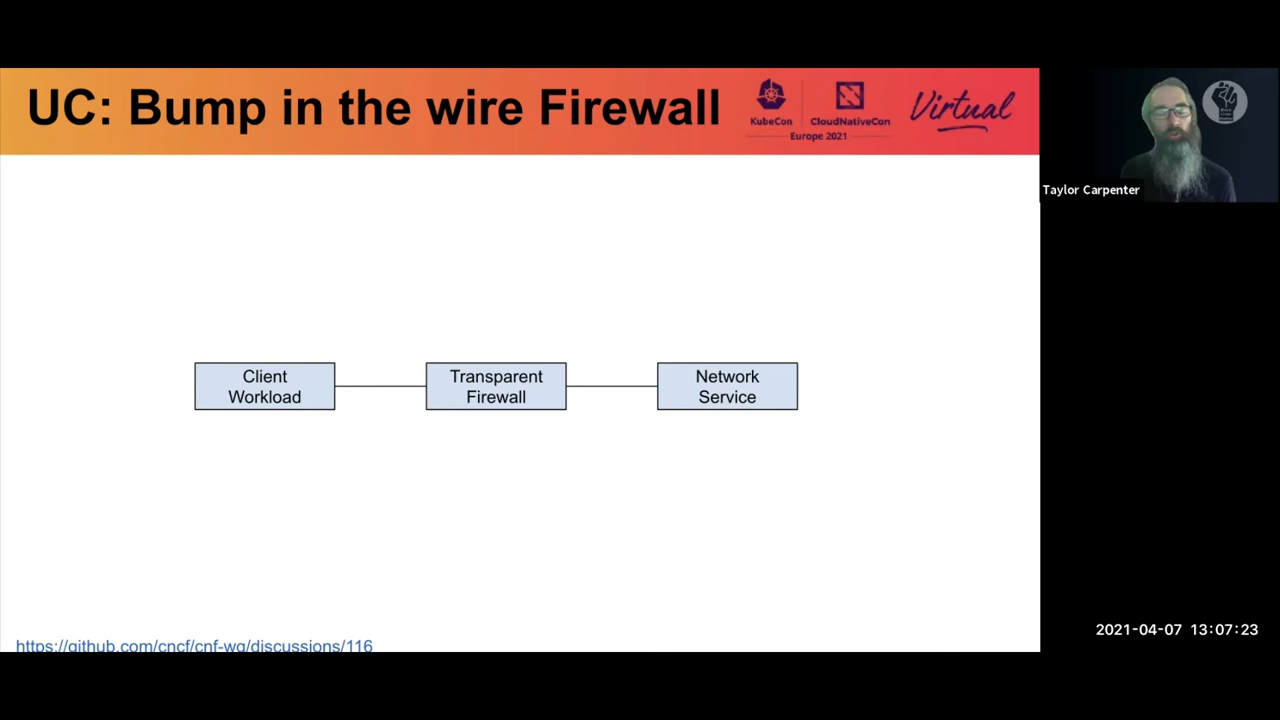 UC: Bump in the wire Firewall
KubeCon
CloudNativeCon
Europe 2021
Virtual
Taylor Carpenter
Client
Workload
Transparent
Firewall
Network
Service
2021-04-07 13:07:23
https://github.com/cncf/cnf-wg/discussions/116